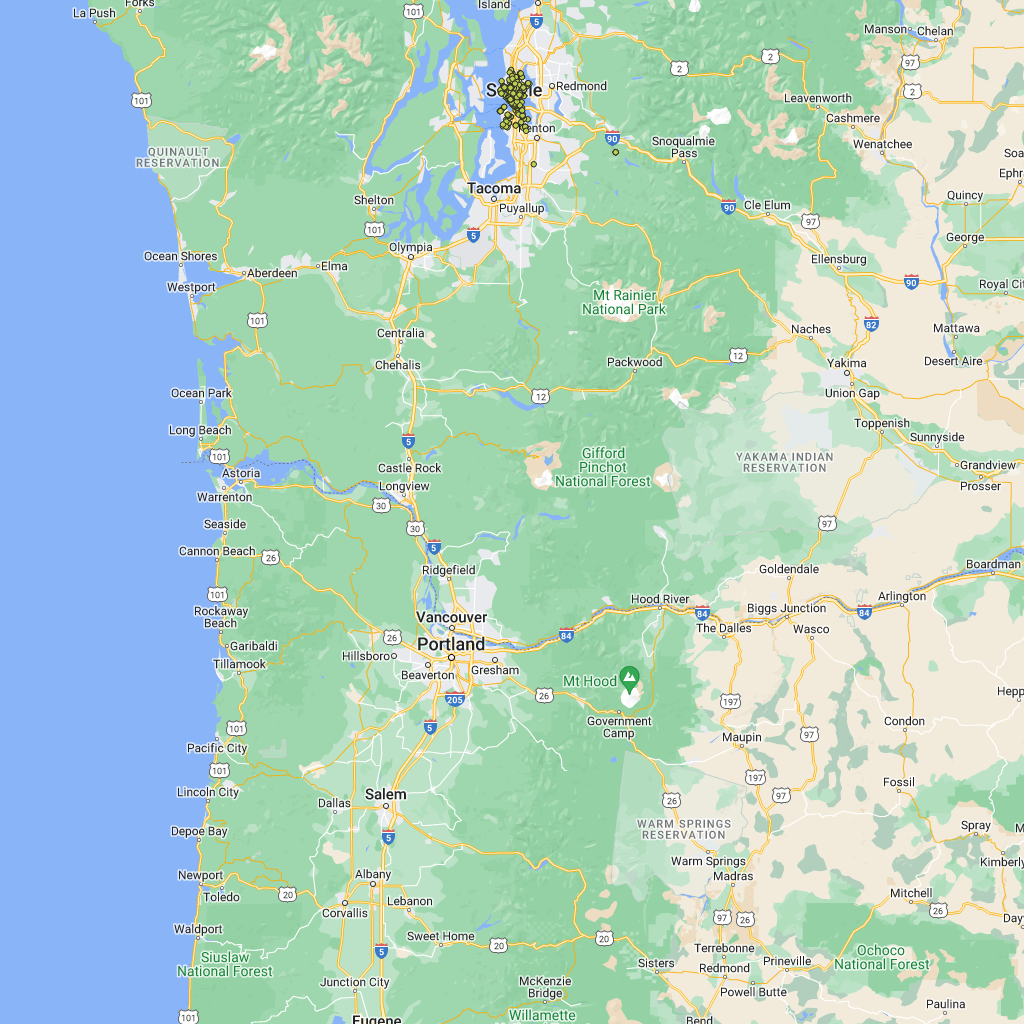 Forks
La Push
101
Island
5
Manson
Chelan
97
2
2
2
Leavenworth
Cashmere
Wenatchee
Redmond
101
90
Snoqualmie
Pass
QUINAULT
RESERVATION
Tacoma
Puyallup
Shelton
101
5
90
Cle Elum
97
Quincy
George
Ocean Shores
Westport
Aberdeen
Elma
Olympia
Ellensburg
90
Mt Rainier
National Park
101
Centralia
Chehalis
Packwood
12
12
Naches
82
Mattawa
Desert Aire
Yakima
Union Gap
Toppenish
Sunnyside
Ocean Park
Long Beach
101
5
Castle Rock
Longview
Gifford
Pinchot
National Forest
YAKAMA INDIAN
RESERVATION
Grandview
Prosser
Astoria
Warrenton
30
30
Seaside
Cannon Beach
26
5
97
Ridgefield
Goldendale
Boardman
101
Rockaway
Beach
Hood River
84
84
84
Biggs Junction
Arlington
Wasco
The Dalles
Vancouver
Portland
26
Hillsboro
Beaverton
Gresham
Garibaldi
Tillamook
205
26
Mt Hood
Government
Camp
197
5
101
Pacific City
101
Maupin
97
Condon
Lincoln City
Salem
Dallas
197
97
Fossil
26
Depoe Bay
5
WARM SPRINGS
RESERVATION
Spray
Warm Springs
Madras
Newport
Toledo
20
Albany
Corvallis
Lebanon
Mitchell
97
26
26
Waldport
Sweet Home
5
20
20
Siuslaw
National Forest
Terrebonne
Redmond
Prineville
Ochoco
National Forest
Sisters
Junction City
McKenzie
Bridge
Powell Butte
Paulina
101
Eugene
Willamette
Bend